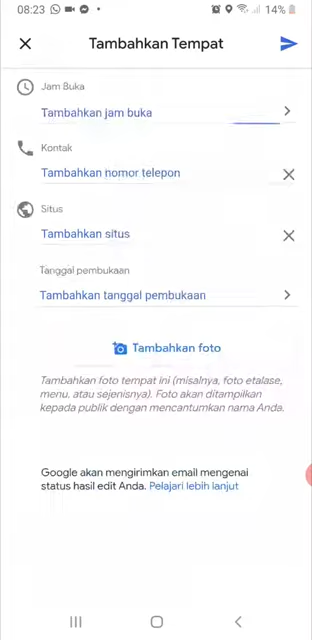 08:23
14%
Tambahkan Tempat
Jam Buka
Tambahkan jam buka
Kontak
Tambahkan nomor telepon
Situs
Tambahkan situs
Tanggal pembukaan
Tambahkan tanggal pembukaan
Tambahkan foto
Tambahkan foto tempat ini (misalnya, foto etalase,
menu, atau sejenisnya). Foto akan ditampilkan
kepada publik dengan mencantumkan nama Anda.
Google akan mengirimkan email mengenai
status hasil edit Anda. Pelajari lebih lanjut